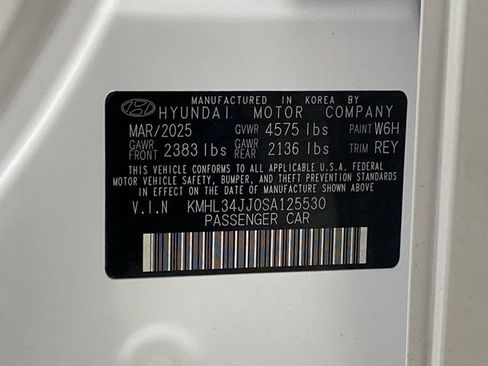 MANUFACTURED IN KOREA BY
HYUNDAI MOTOR COMPANY
MAR/2025 GVWR 4575 lbs PAINT W6H
GAWR FRONT 2383 lbs GAWR REAR 2136 lbs TRIM REY
THIS VEHICLE CONFORMS TO ALL APPLICABLE U.S.A. FEDERAL
MOTOR VEHICLE SAFETY, BUMPER, AND THEFT PREVENTION STANDARDS
IN EFFECT ON THE DATE OF MANUFACTURE SHOWN ABOVE.
V.I.N KMHL34JJ0SA125530
PASSENGER CAR